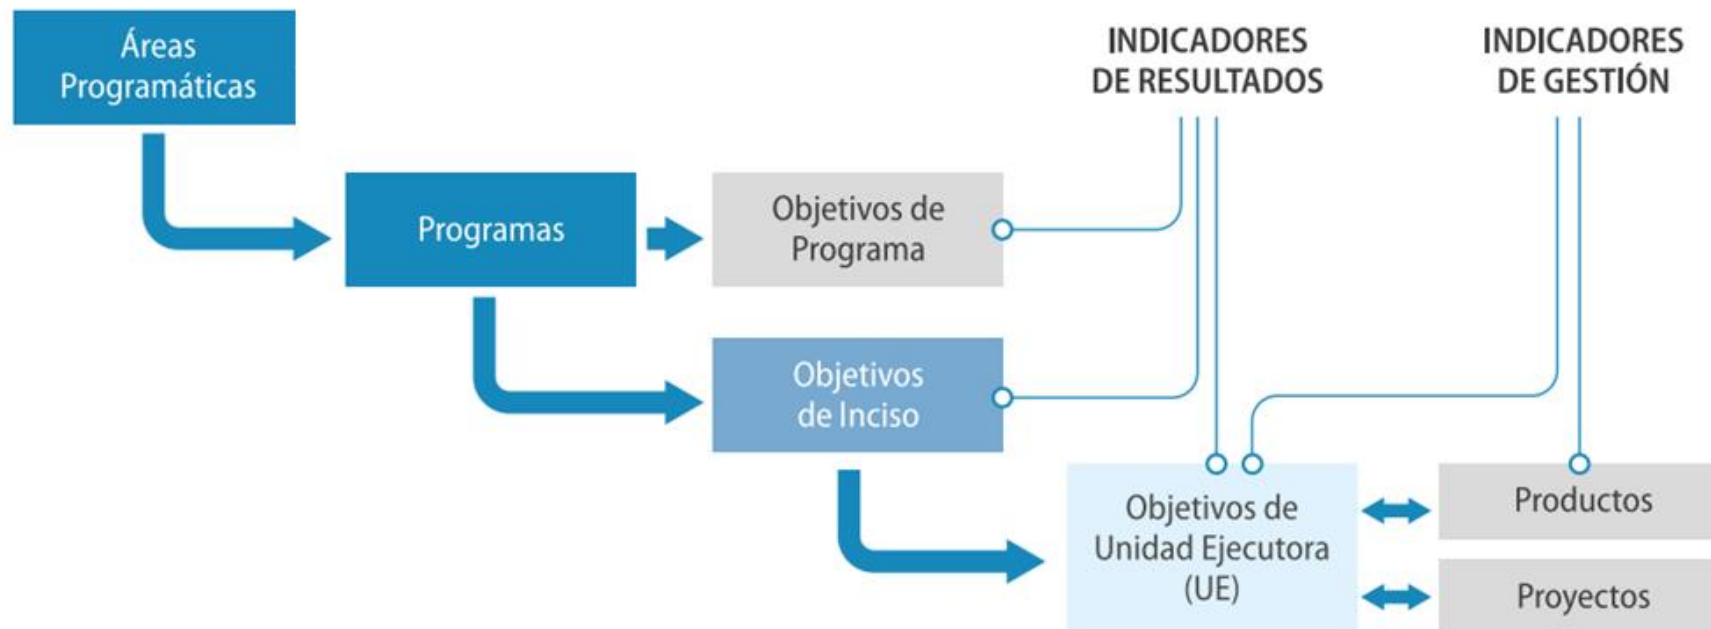 Áreas
Programáticas
INDICADORES
DE RESULTADOS
INDICADORES
DE GESTIÓN
Programas
Objetivos de
Programa
Objetivos
de Inciso
Objetivos de
Unidad Ejecutora
(UE)
Productos
Proyectos